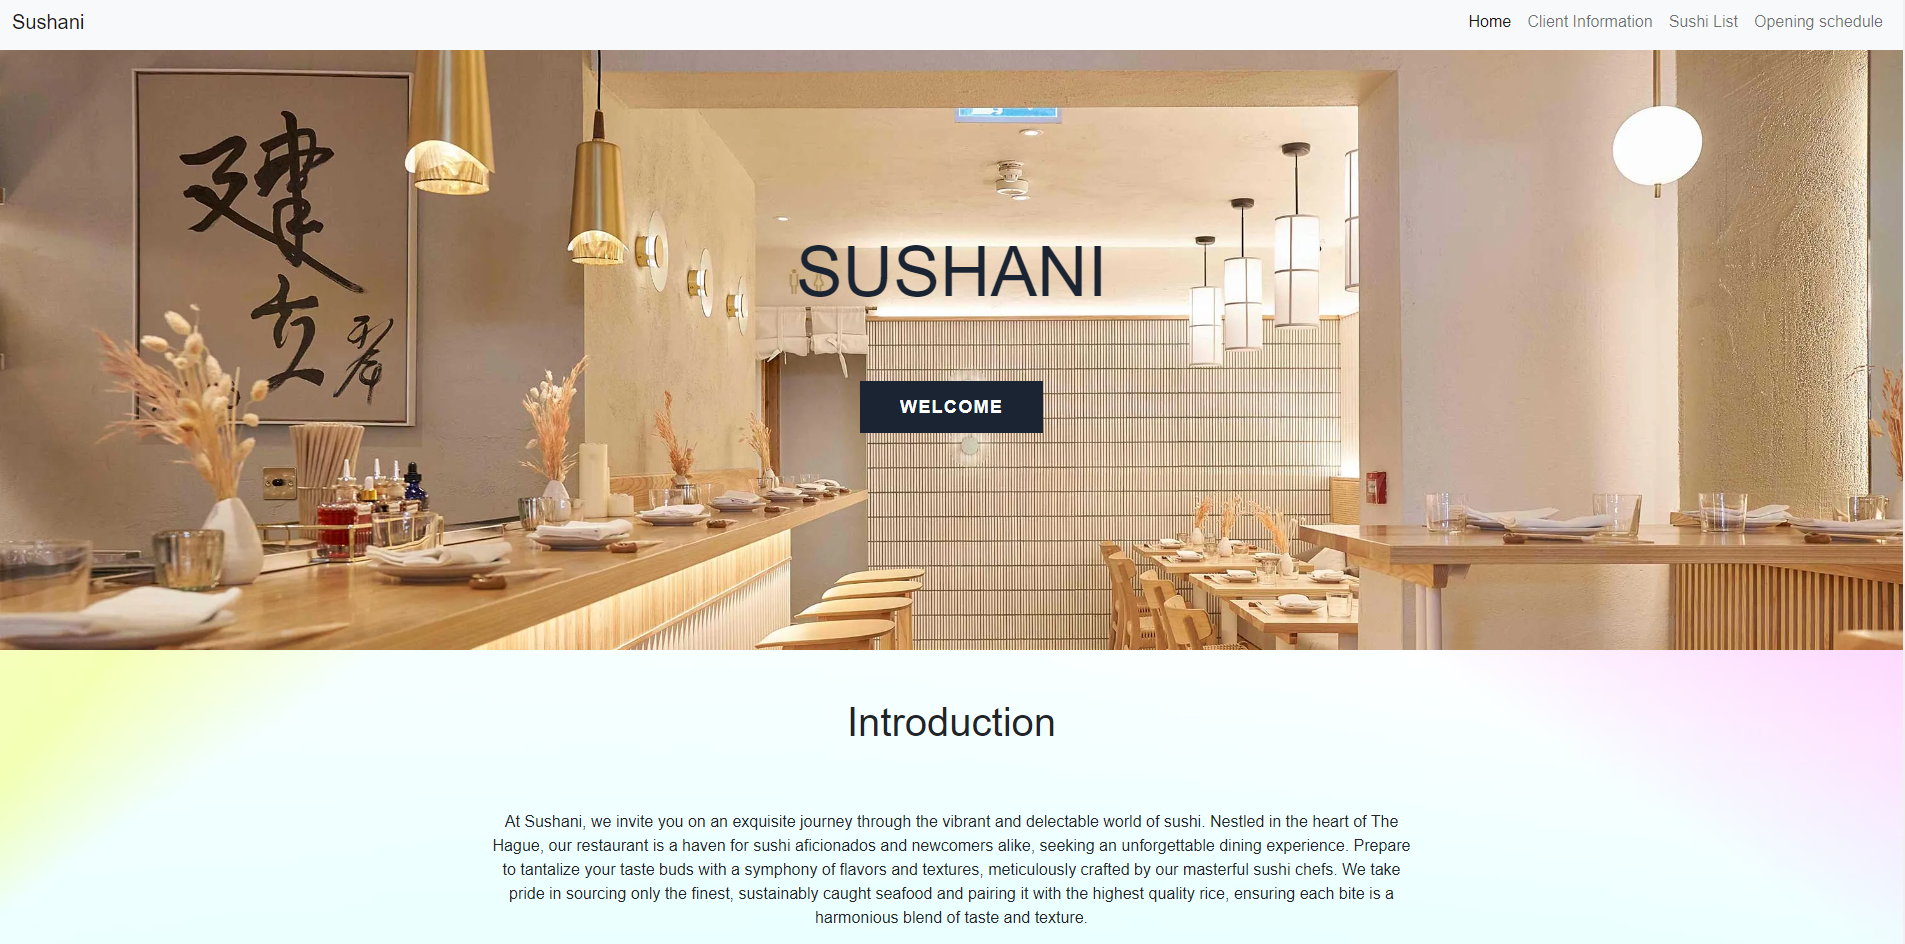 Sushani
Home Client Information Sushi List Opening schedule
建
立
SUSHANI
WELCOME
Introduction
At Sushani, we invite you on an exquisite journey through the vibrant and delectable world of sushi. Nestled in the heart of The
Hague, our restaurant is a haven for sushi aficionados and newcomers alike, seeking an unforgettable dining experience. Prepare
to tantalize your taste buds with a symphony of flavors and textures, meticulously crafted by our masterful sushi chefs. We take
pride in sourcing only the finest, sustainably caught seafood and pairing it with the highest quality rice, ensuring each bite is a
harmonious blend of taste and texture.